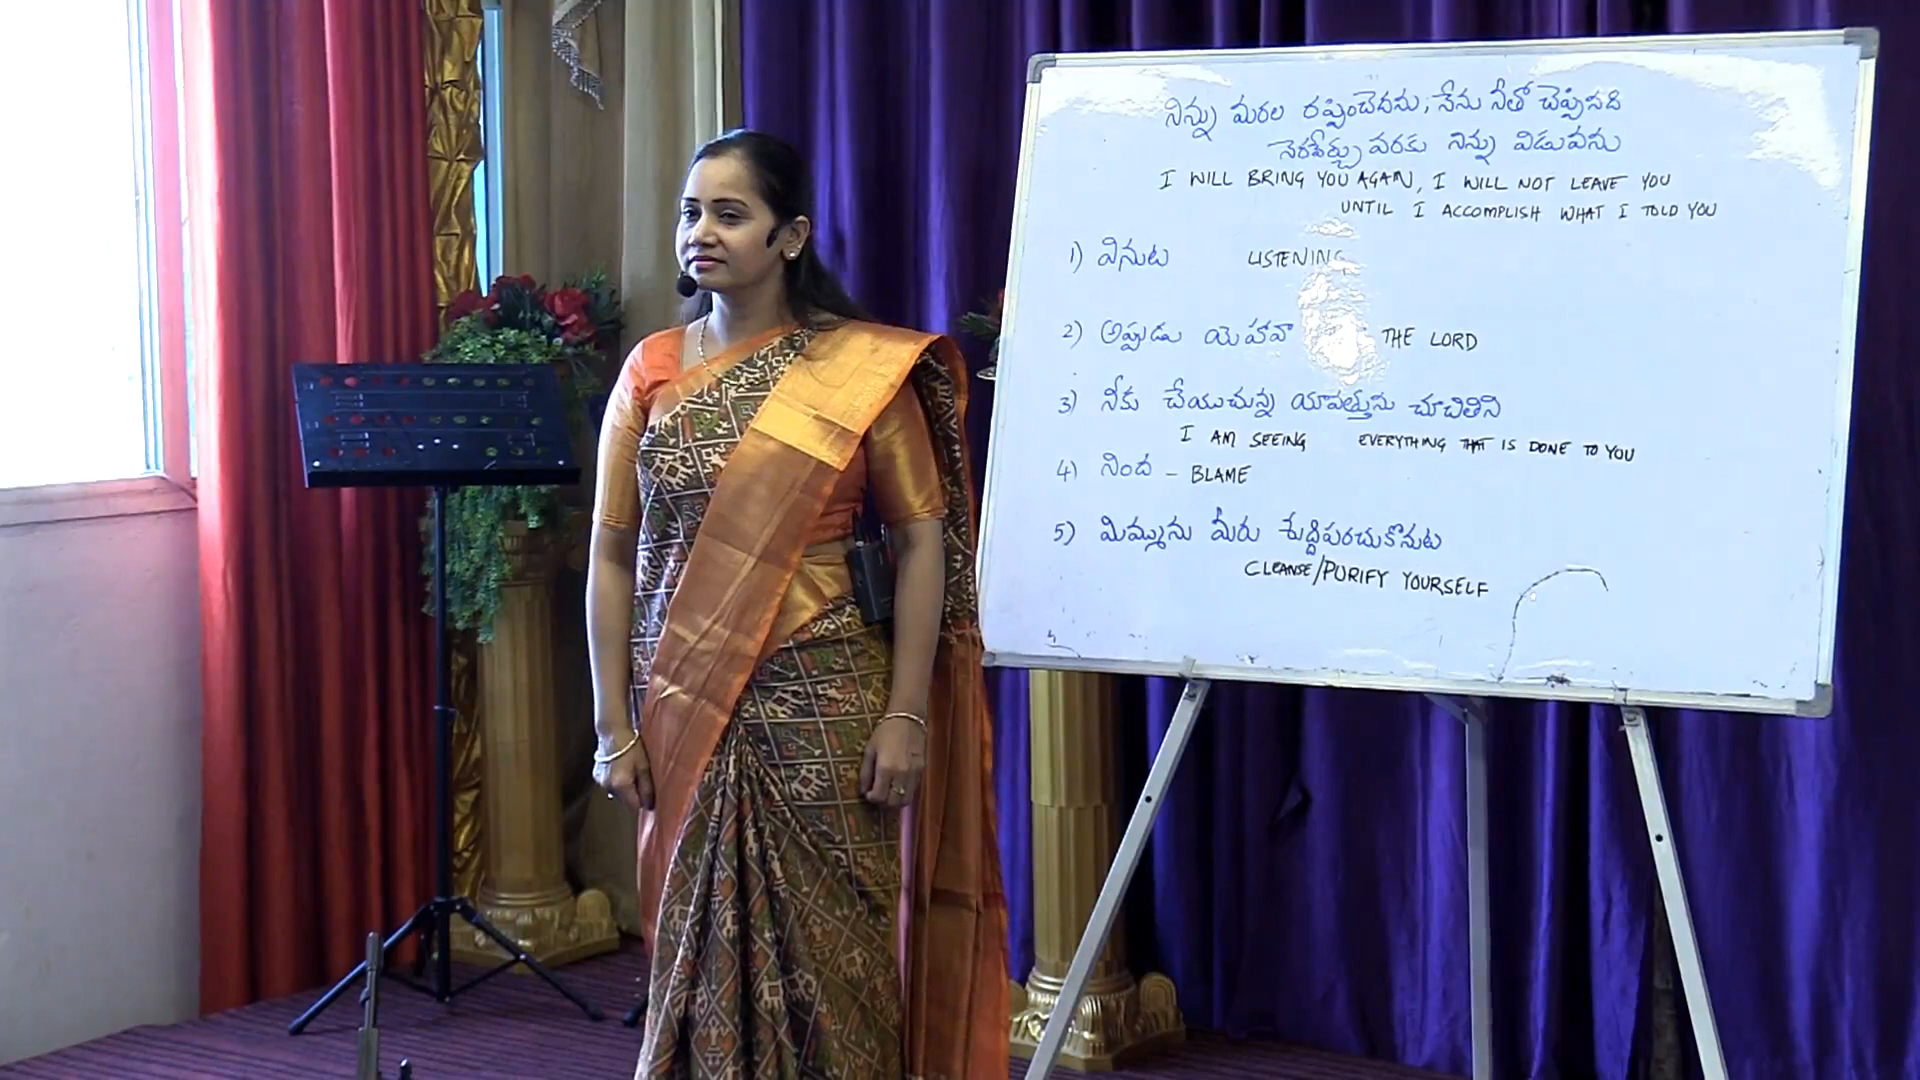 నిన్ను మరల రప్పించెదను, నేను నీతో చెప్పినది
నెరవేర్చు వరకు నిన్ను విడువను
I WILL BRING YOU AGAIN, I WILL NOT LEAVE YOU
UNTIL I ACCOMPLISH WHAT I TOLD YOU
1) వినుట LISTENING
2) అప్పుడు యెహోవా THE LORD
3) నీకు చేయుచున్న యావత్తును చూచితిని
I AM SEEING EVERYTHING THAT IS DONE TO YOU
4) నింద - BLAME
5) మిమ్మును మీరు శుద్ధిపరచుకొనుట
CLEANSE/PURIFY YOURSELF